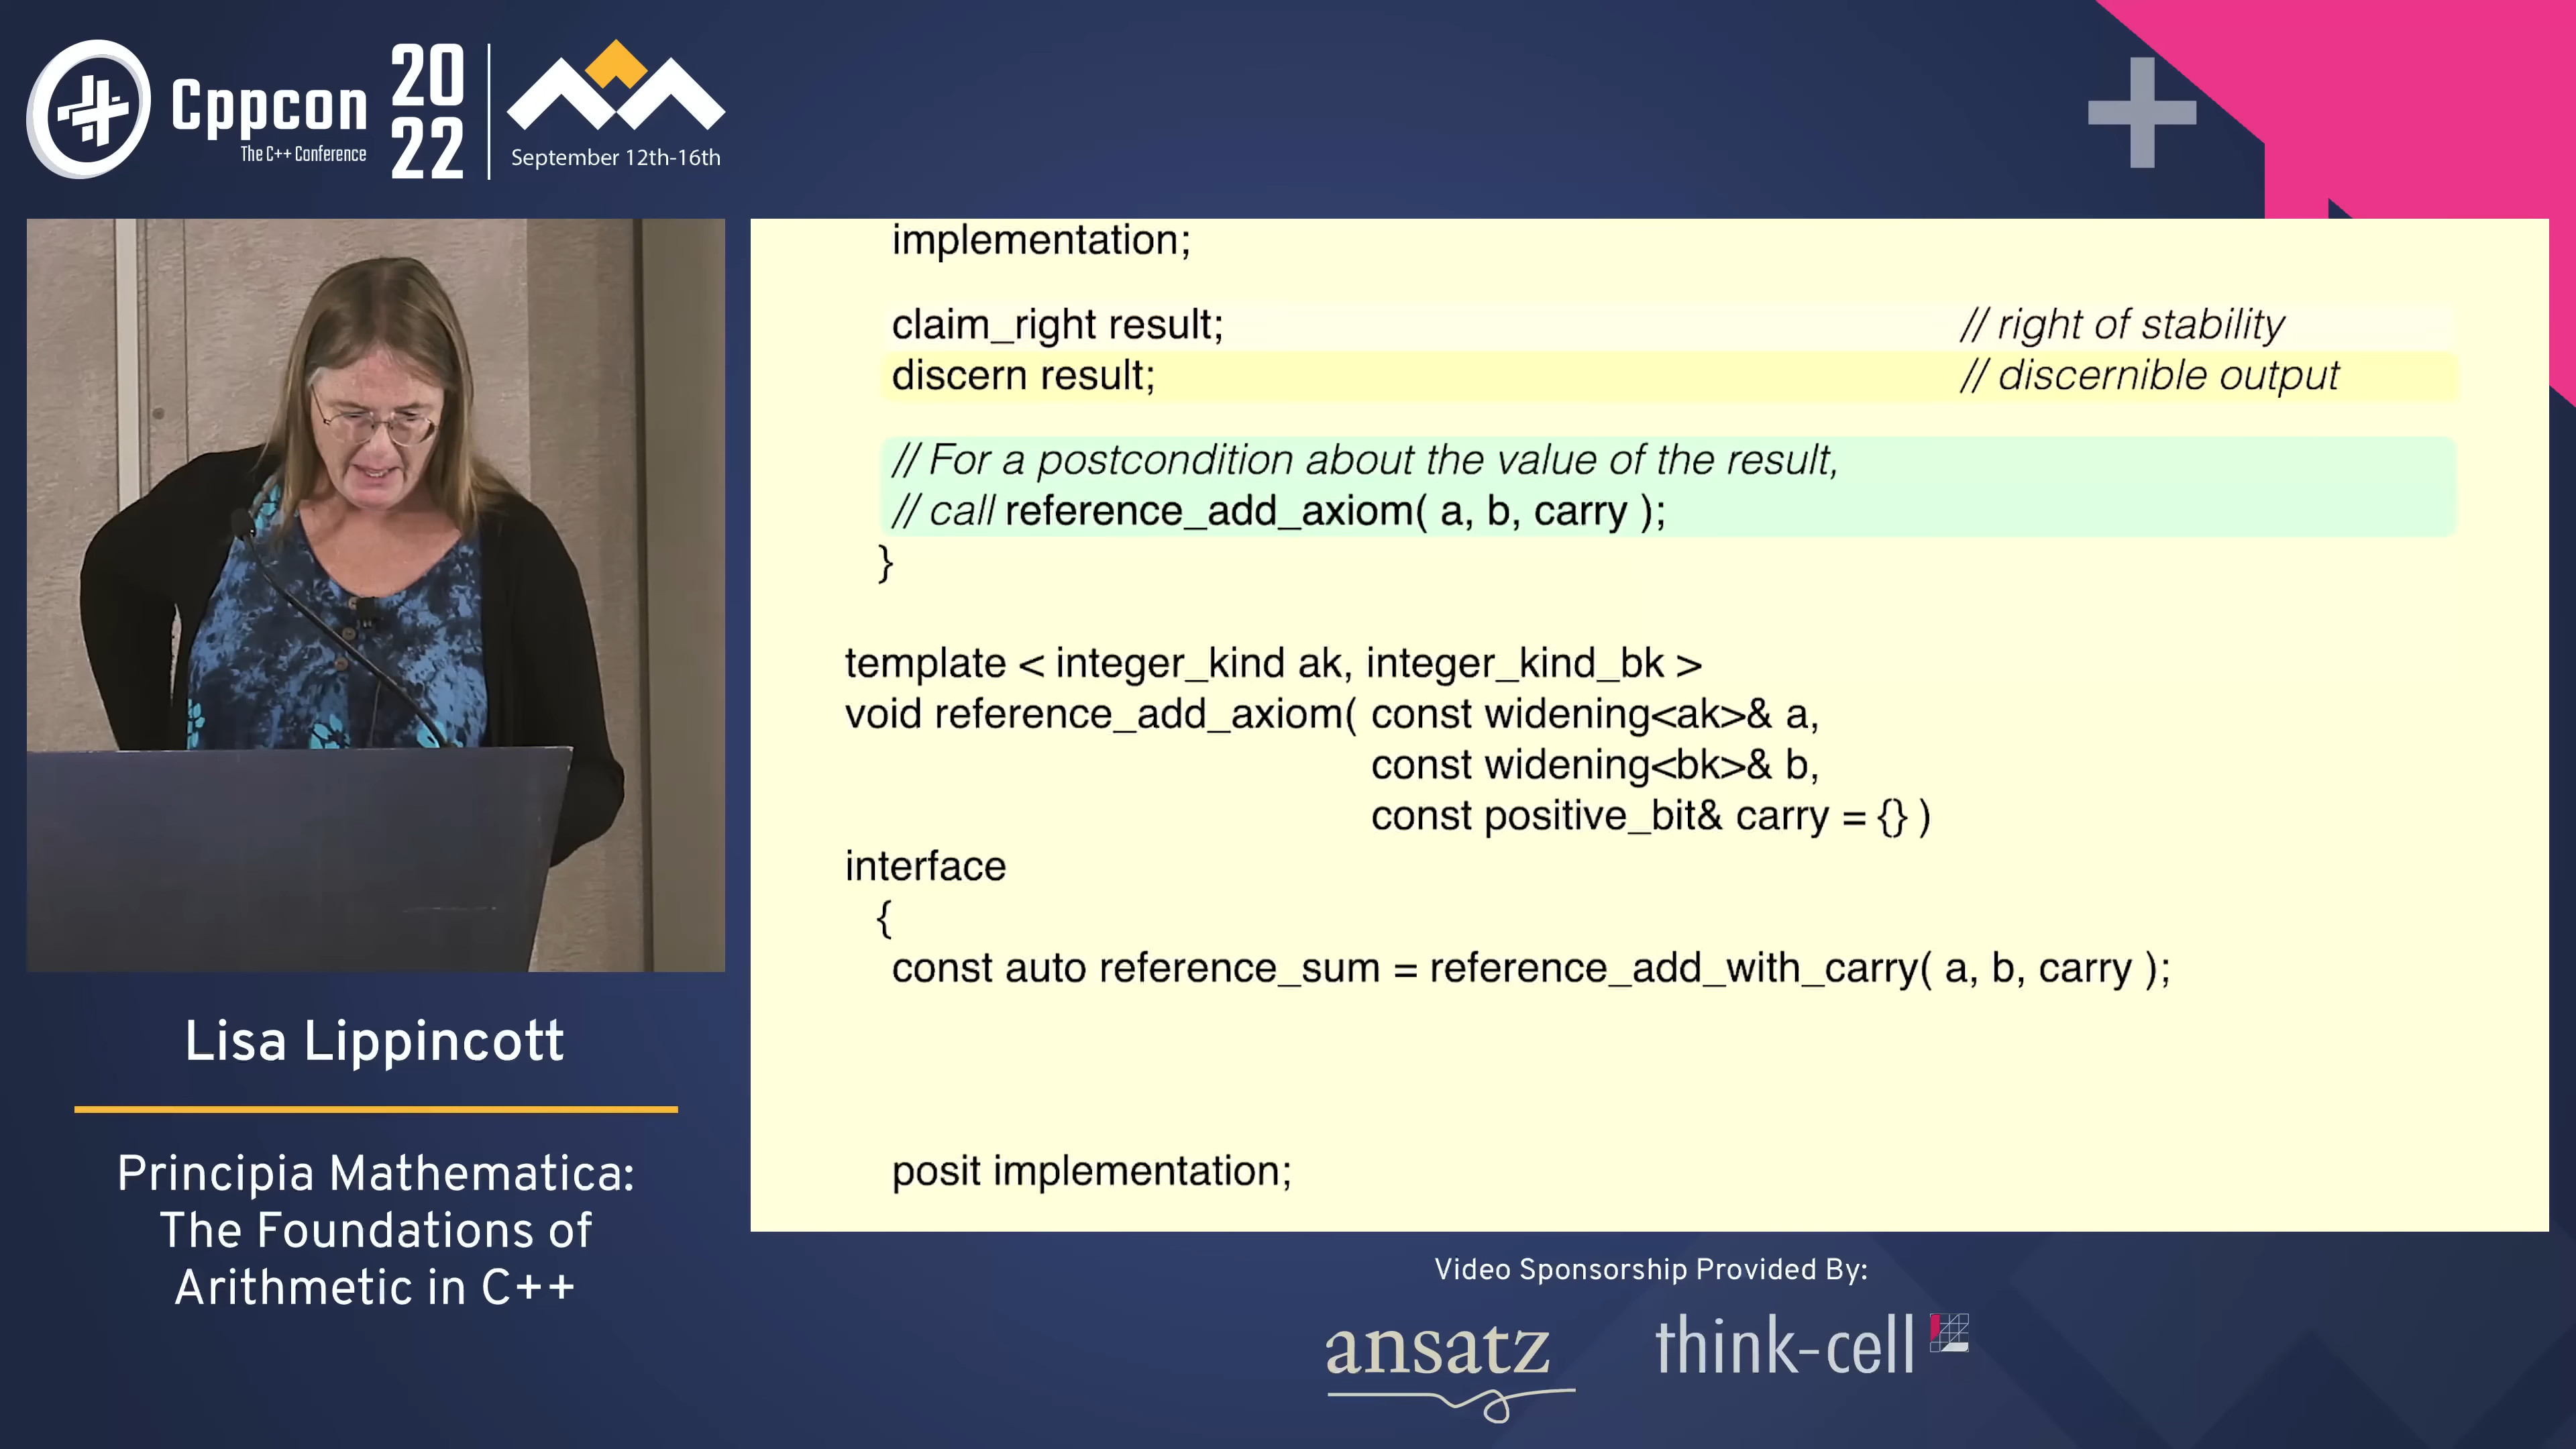 Cppcon
The C++ Conference
20
22
September 12th-16th
implementation;
claim_right result; // right of stability
discern result; // discernible output
// For a postcondition about the value of the result,
// call reference_add_axiom( a, b, carry );
}
template < integer_kind ak, integer_kind_bk >
void reference_add_axiom( const widening<ak>& a,
const widening<bk>& b,
const positive_bit& carry = {} )
interface
{
const auto reference_sum = reference_add_with_carry( a, b, carry );
posit implementation;
Lisa Lippincott
Principia Mathematica:
The Foundations of
Arithmetic in C++
Video Sponsorship Provided By:
ansatz
think-cell